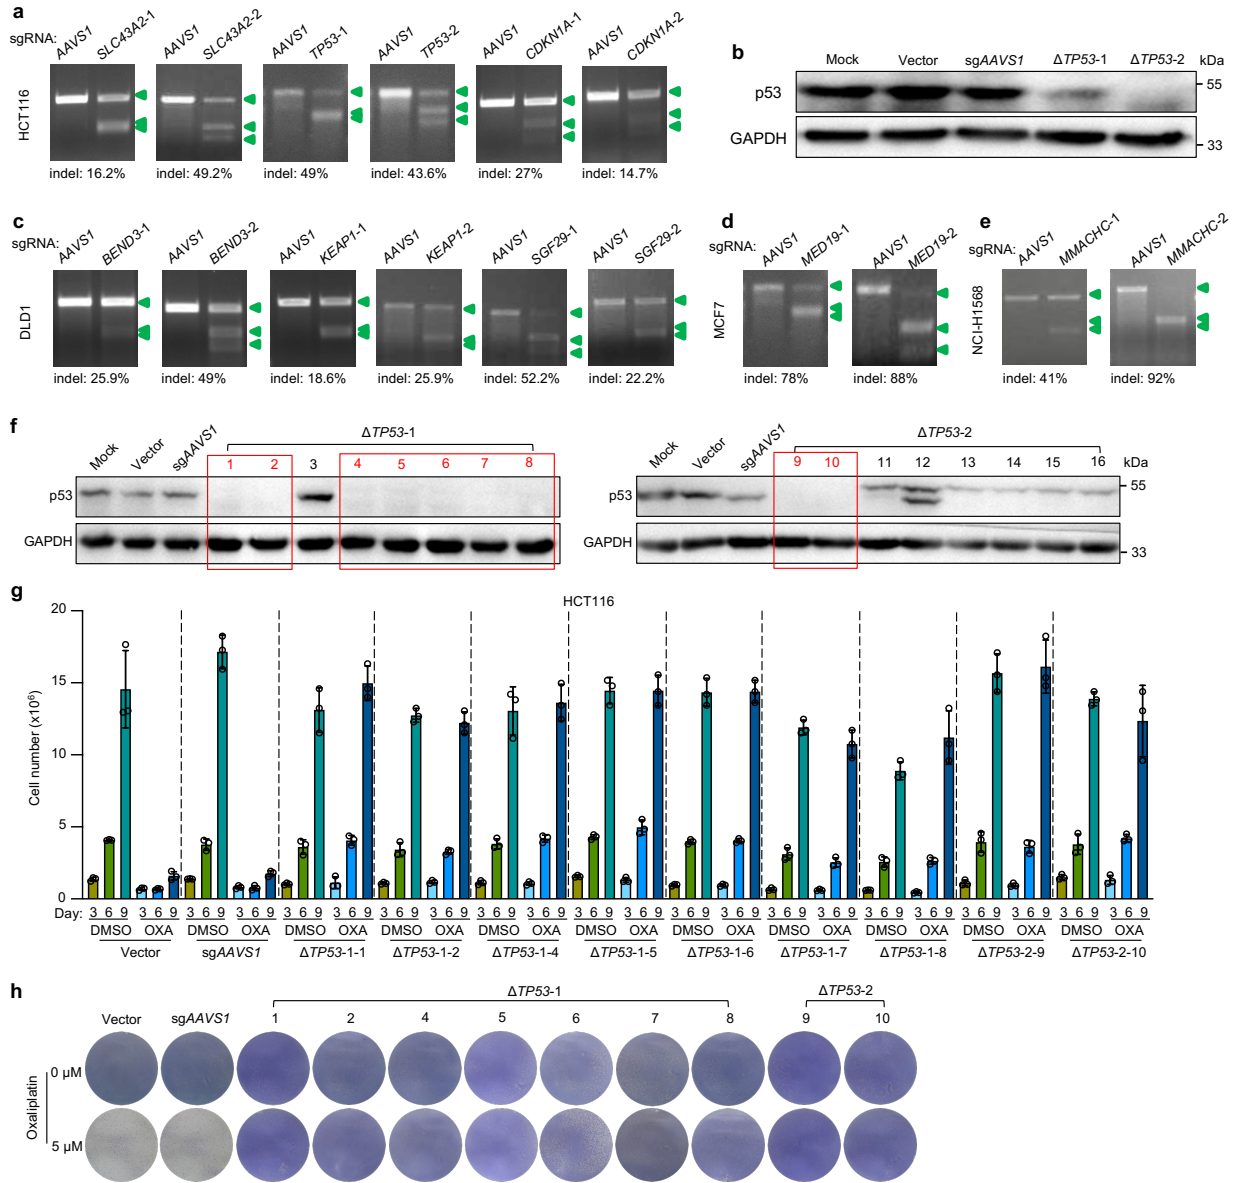 a
sgRNA:
AAVS1 SLC43A2-1 AAVS1 SLC43A2-2 AAVS1 TP53-1 AAVS1 TP53-2 AAVS1 CDKN1A-1 AAVS1 CDKN1A-2
HCT116
indel: 16.2% indel: 49.2% indel: 49% indel: 43.6% indel: 27% indel: 14.7%
b
Mock Vector sgAAVS1 ΔTP53-1 ΔTP53-2 kDa
p53 55
GAPDH 33
c
sgRNA:
AAVS1 BEND3-1 AAVS1 BEND3-2 AAVS1 KEAP1-1 AAVS1 KEAP1-2 AAVS1 SGF29-1 AAVS1 SGF29-2
DLD1
indel: 25.9% indel: 49% indel: 18.6% indel: 25.9% indel: 52.2% indel: 22.2%
d
sgRNA:
AAVS1 MED19-1 AAVS1 MED19-2
MCF7
indel: 78% indel: 88%
e
sgRNA:
AAVS1 MMACHC-1 AAVS1 MMACHC-2
NCI-H1568
indel: 41% indel: 92%
f
ΔTP53-1
Mock Vector sgAAVS1 1 2 3 4 5 6 7 8
p53
GAPDH
ΔTP53-2
Mock Vector sgAAVS1 9 10 11 12 13 14 15 16 kDa
p53 55
GAPDH 33
g
HCT116
Cell number (x10⁶)
20
15
10
5
0
Day: 3 6 9 3 6 9 3 6 9 3 6 9 3 6 9 3 6 9 3 6 9 3 6 9 3 6 9 3 6 9 3 6 9 3 6 9 3 6 9 3 6 9 3 6 9 3 6 9 3 6 9 3 6 9 3 6 9 3 6 9 3 6 9 3 6 9
DMSO OXA DMSO OXA DMSO OXA DMSO OXA DMSO OXA DMSO OXA DMSO OXA DMSO OXA DMSO OXA DMSO OXA DMSO OXA
Vector sgAAVS1 ΔTP53-1-1 ΔTP53-1-2 ΔTP53-1-4 ΔTP53-1-5 ΔTP53-1-6 ΔTP53-1-7 ΔTP53-1-8 ΔTP53-2-9 ΔTP53-2-10
h
ΔTP53-1 ΔTP53-2
Vector sgAAVS1 1 2 4 5 6 7 8 9 10
Oxaliplatin
0 µM
5 µM